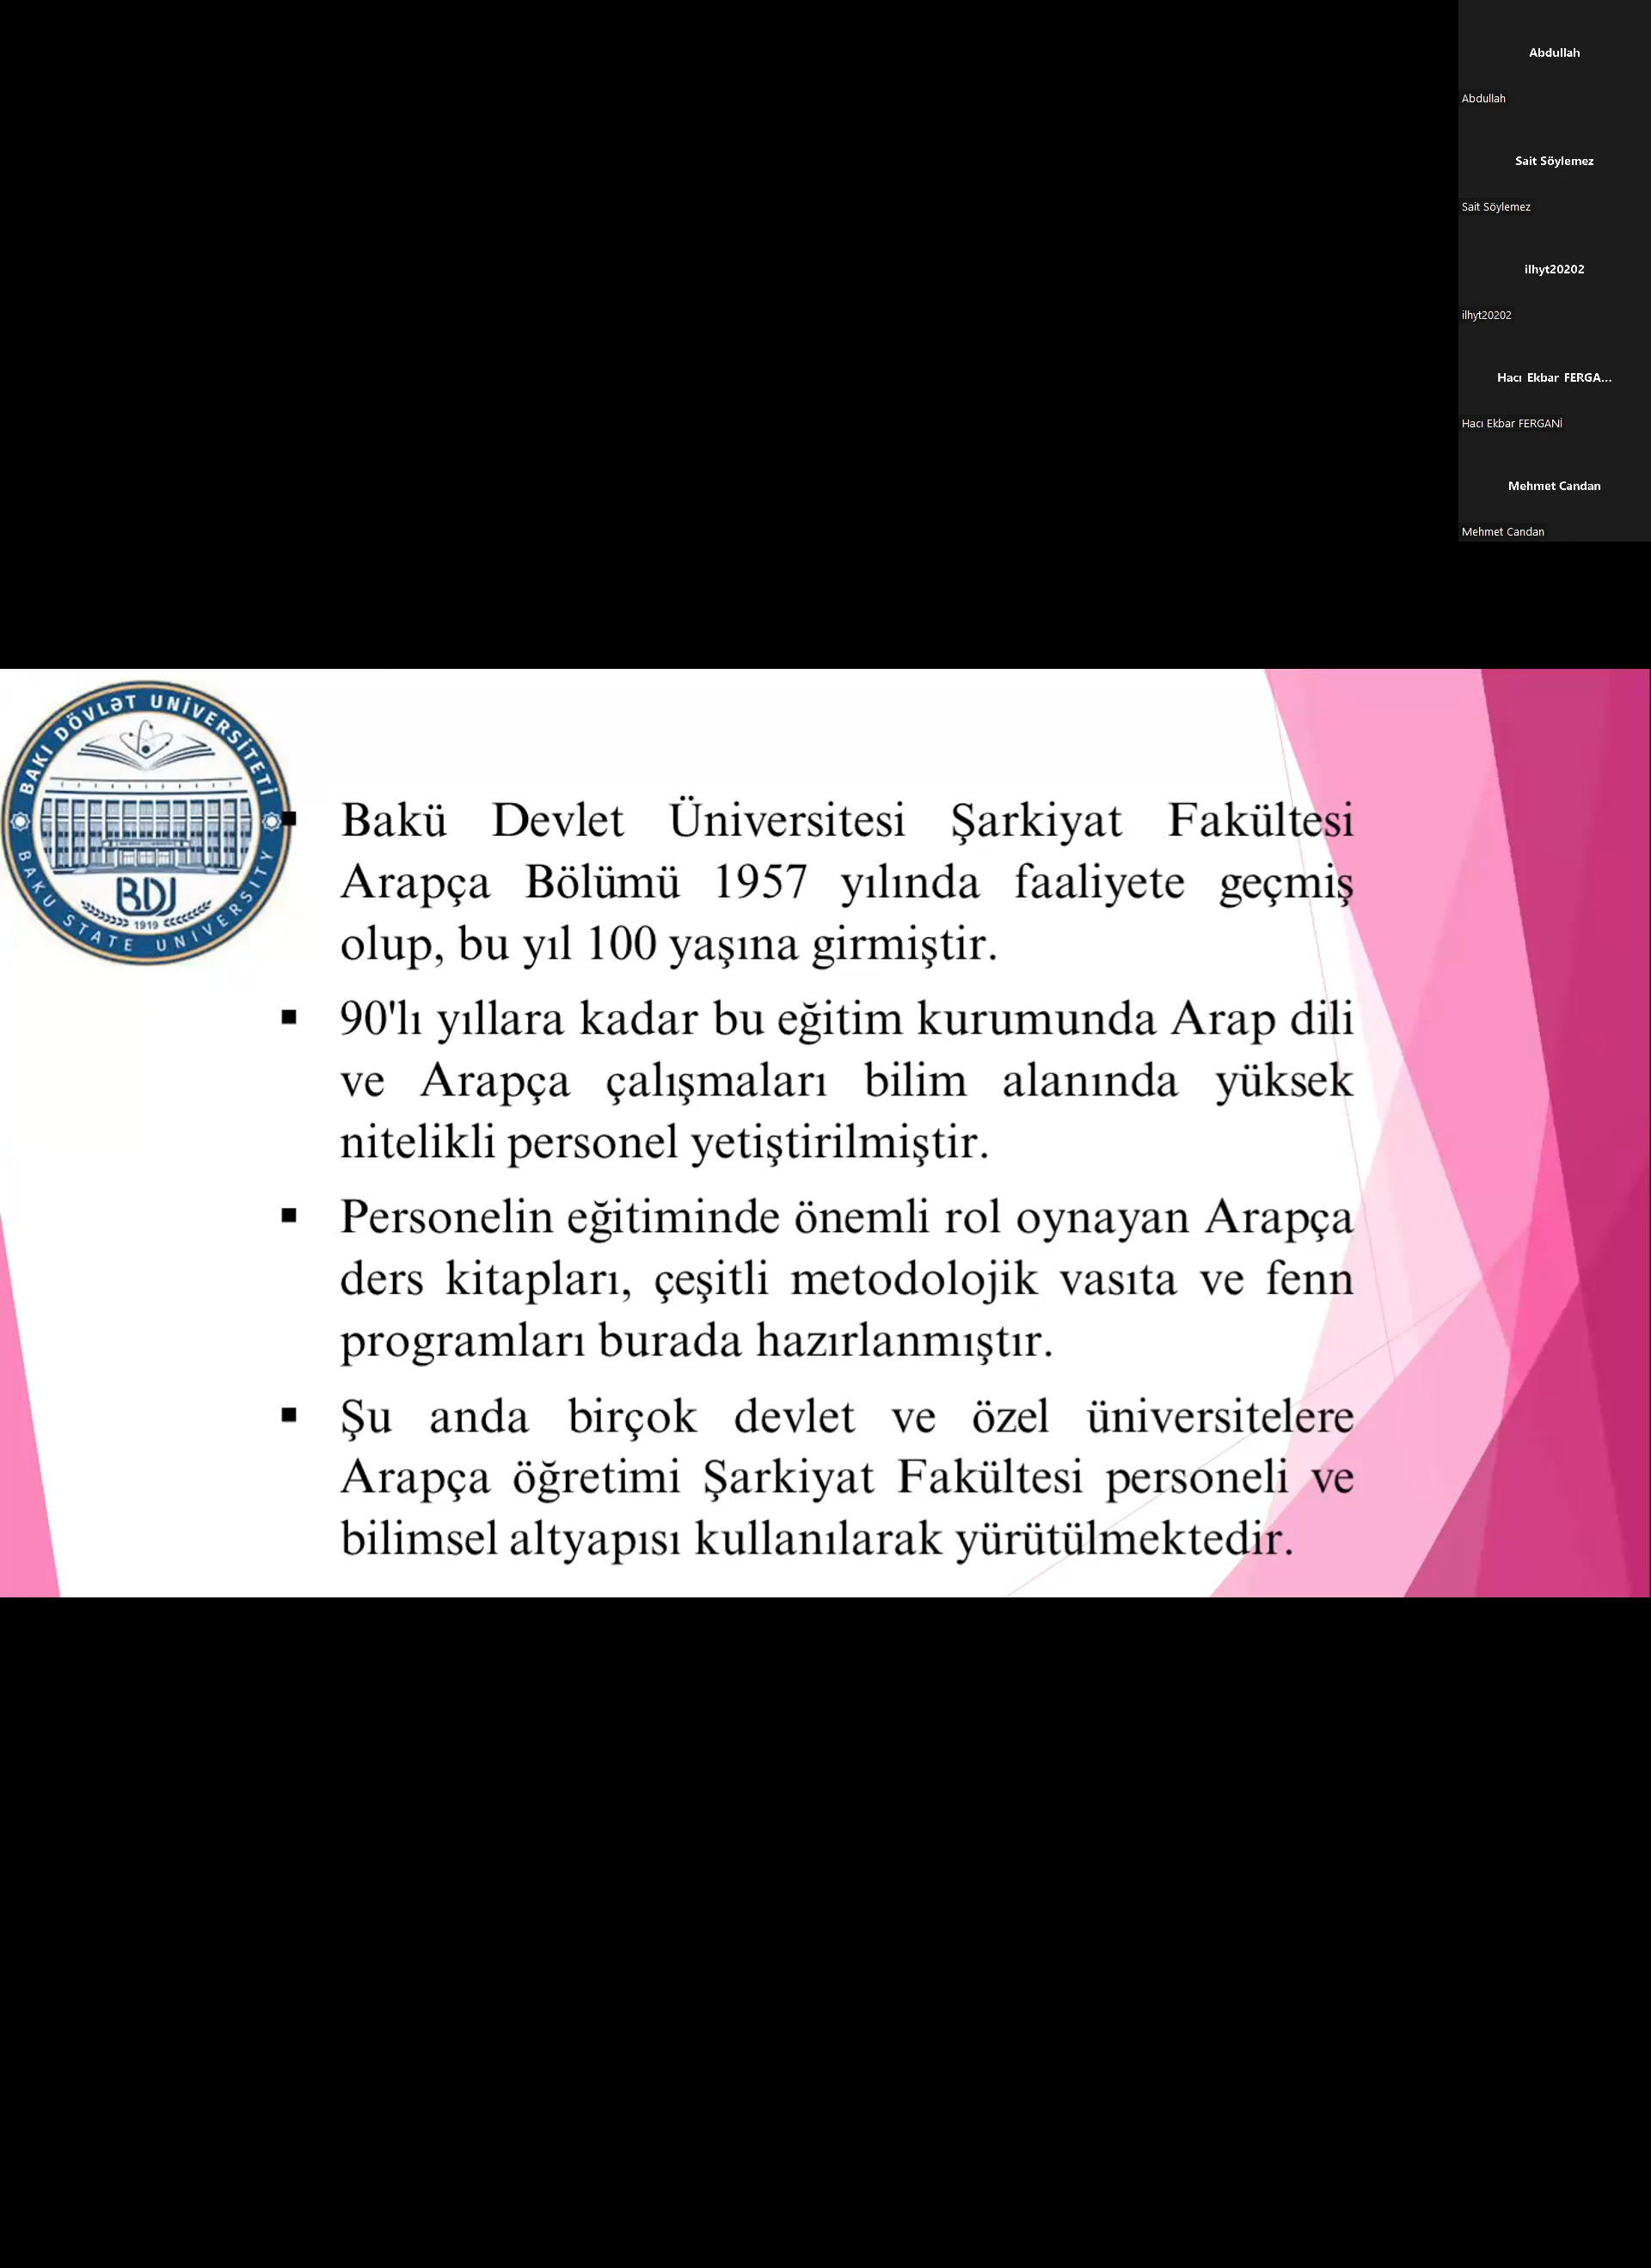 Abdullah
Abdullah
Sait Söylemez
Sait Söylemez
ilhyt20202
ilhyt20202
Hacı Ekbar FERGA...
Hacı Ekbar FERGANİ
Mehmet Candan
Mehmet Candan
BAKI DÖVLƏT UNİVERSİTETİ
BDU
1919
BAKU STATE UNIVERSITY
▪ Bakü Devlet Üniversitesi Şarkiyat Fakültesi
Arapça Bölümü 1957 yılında faaliyete geçmiş
olup, bu yıl 100 yaşına girmiştir.
▪ 90'lı yıllara kadar bu eğitim kurumunda Arap dili
ve Arapça çalışmaları bilim alanında yüksek
nitelikli personel yetiştirilmiştir.
▪ Personelin eğitiminde önemli rol oynayan Arapça
ders kitapları, çeşitli metodolojik vasıta ve fenn
programları burada hazırlanmıştır.
▪ Şu anda birçok devlet ve özel üniversitelere
Arapça öğretimi Şarkiyat Fakültesi personeli ve
bilimsel altyapısı kullanılarak yürütülmektedir.